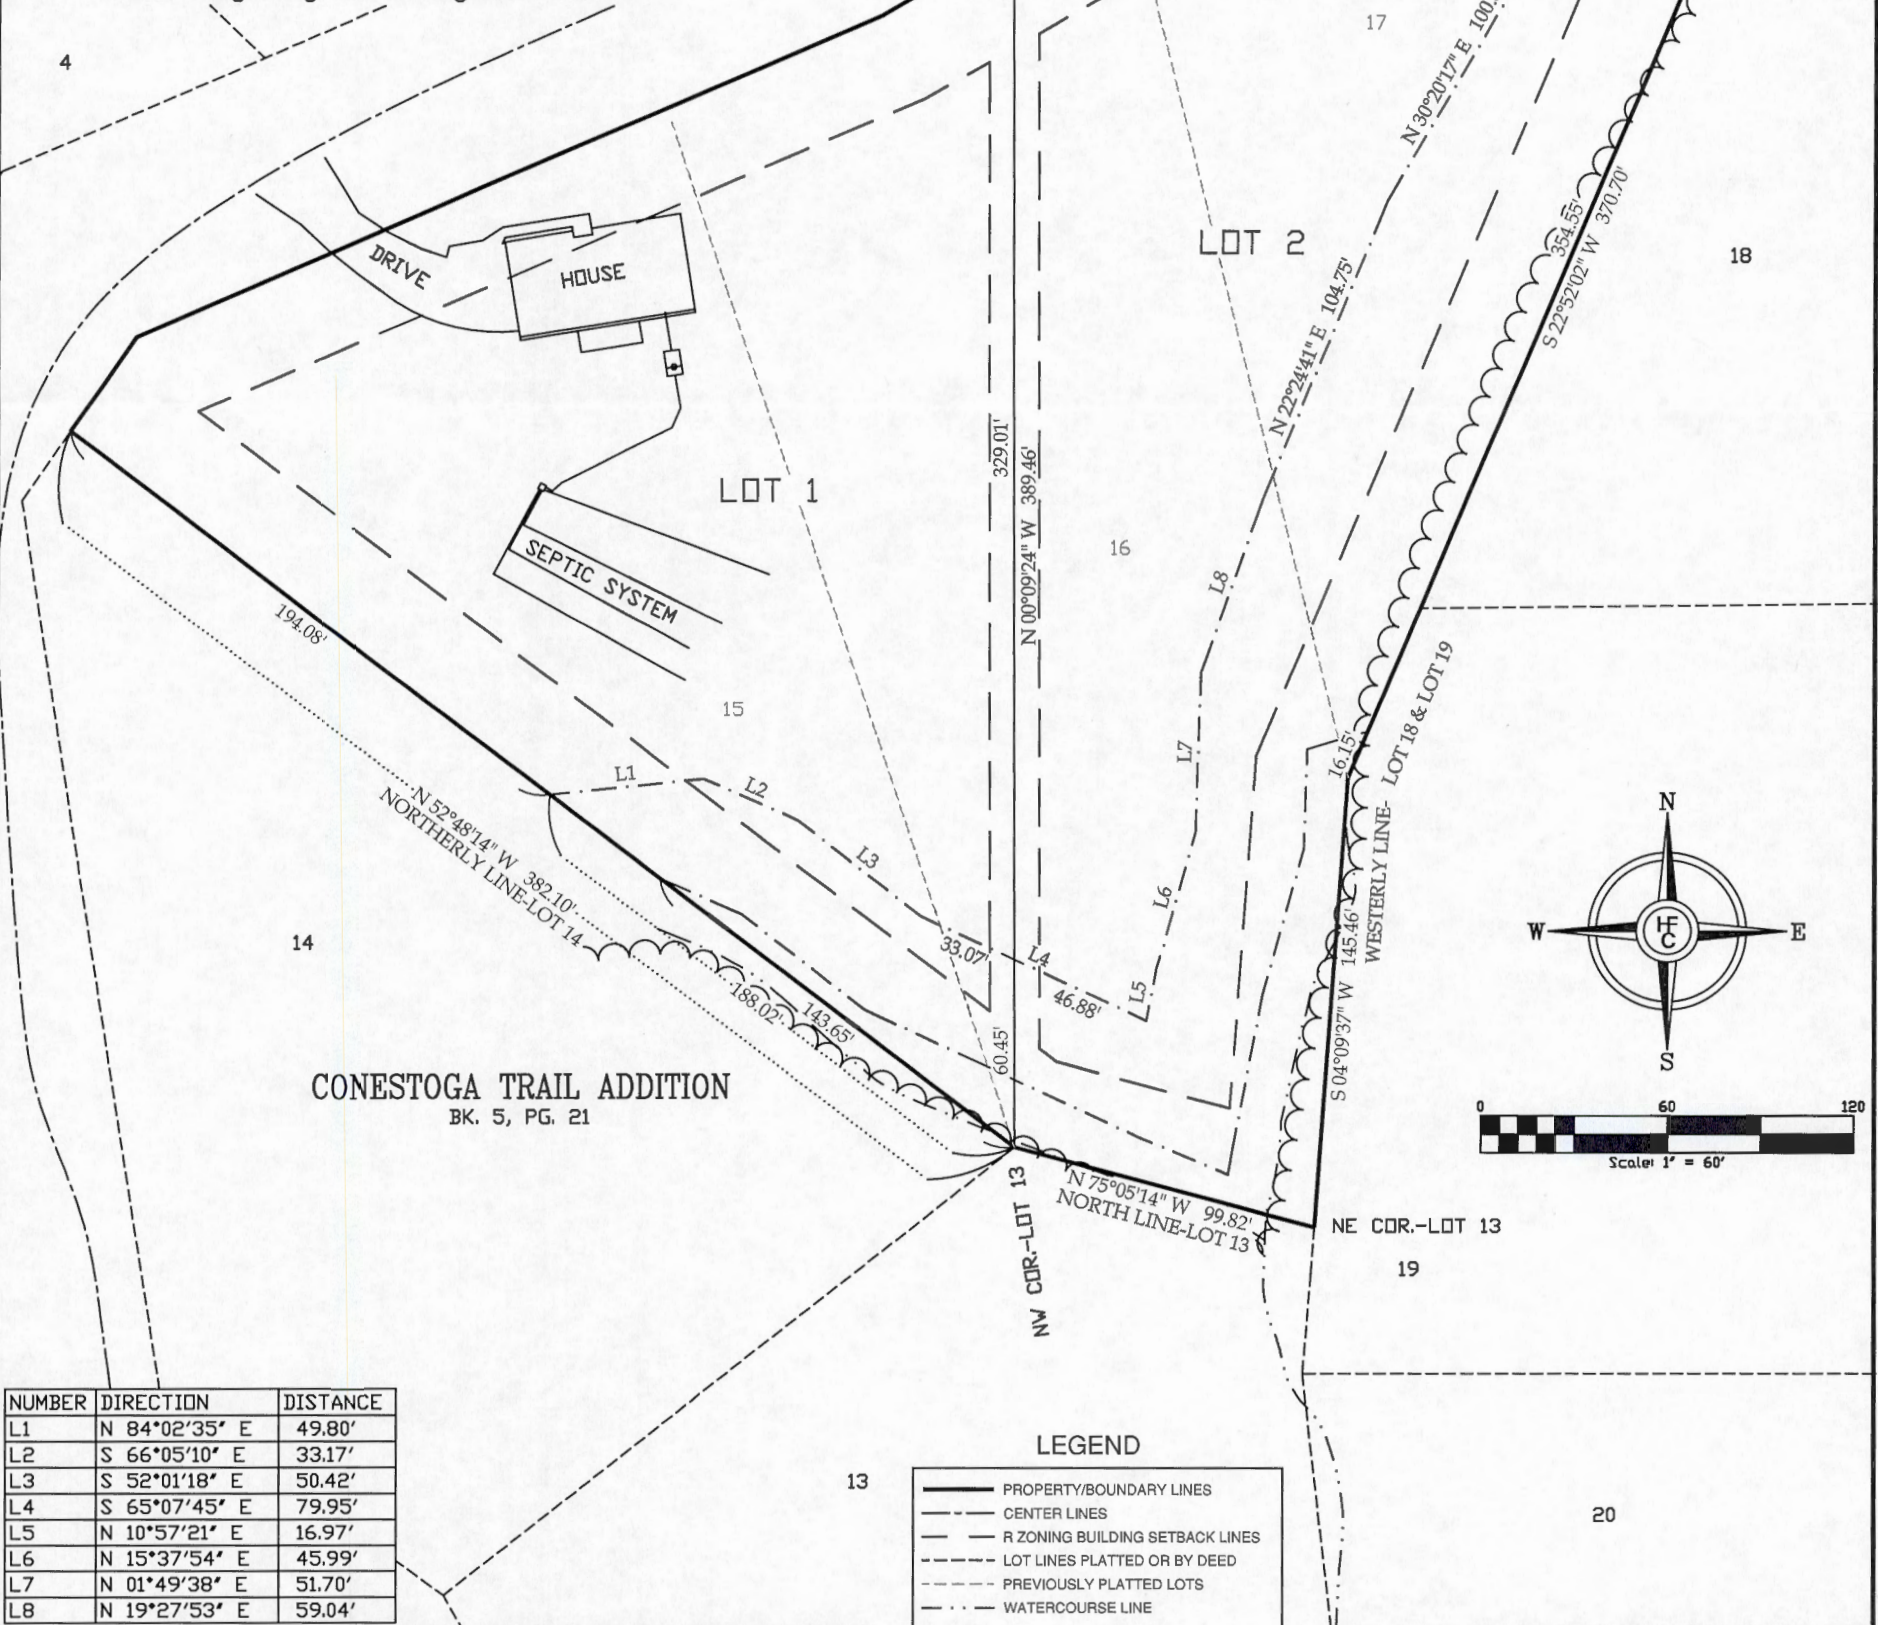 4
17
N 30°20'17" E 100.
DRIVE
HOUSE
LOT 2
18
354.55'
S 22°52'02" W 370.70'
N 22°24'41" E 104.75'
329.01'
N 00°09'24" W 389.46'
LOT 1
16
L8
SEPTIC SYSTEM
194.08'
15
L7
16.15'
WESTERLY LINE- LOT 18 & LOT 19
L1
L2
L3
L6
N 52°48'14" W 382.10'
NORTHERLY LINE-LOT 14
14
33.07'
L4
46.88'
L5
145.46'
S 04°09'37" W
188.02'
143.65'
60.45'
N
W
E
S
HFC
CONESTOGA TRAIL ADDITION
BK. 5, PG. 21
0 60 120
Scale: 1" = 60'
N 75°05'14" W 99.82'
NORTH LINE-LOT 13
NW COR.-LOT 13
NE COR.-LOT 13
19
13
20
NUMBER DIRECTION DISTANCE
L1 N 84°02'35" E 49.80'
L2 S 66°05'10" E 33.17'
L3 S 52°01'18" E 50.42'
L4 S 65°07'45" E 79.95'
L5 N 10°57'21" E 16.97'
L6 N 15°37'54" E 45.99'
L7 N 01°49'38" E 51.70'
L8 N 19°27'53" E 59.04'
LEGEND
PROPERTY/BOUNDARY LINES
CENTER LINES
R ZONING BUILDING SETBACK LINES
LOT LINES PLATTED OR BY DEED
PREVIOUSLY PLATTED LOTS
WATERCOURSE LINE